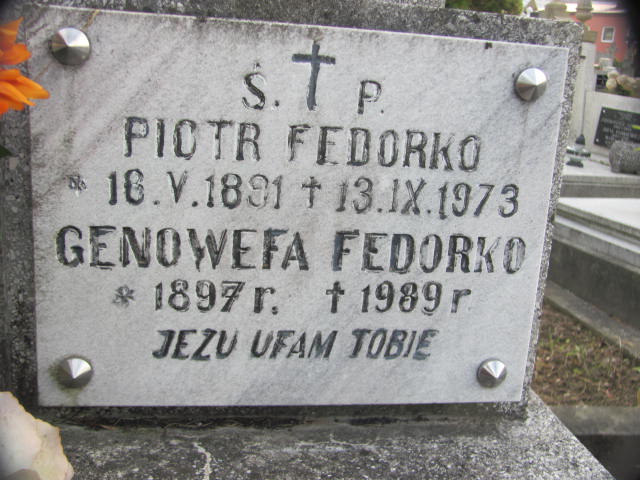 Ś. P.
PIOTR FEDORKO
* 18.V.1891 † 13.IX.1973
GENOWEFA FEDORKO
* 1897 r. † 1989 r
JEZU UFAM TOBIE